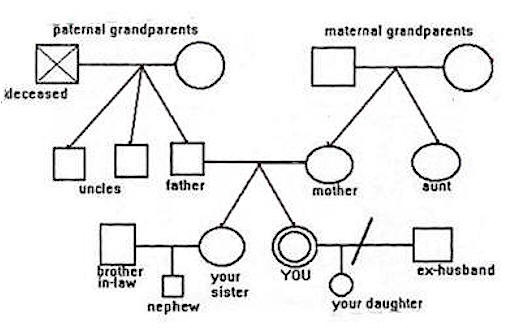 paternal grandparents
maternal grandparents
deceased
uncles
father
mother
aunt
brother
in-law
nephew
your
sister
YOU
your daughter
ex-husband